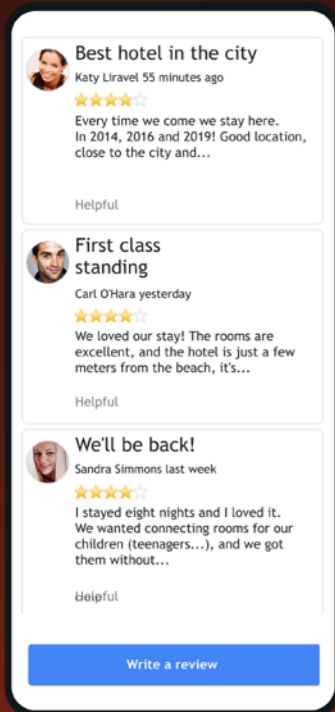 Best hotel in the city
Katy Liravel 55 minutes ago
Every time we come we stay here.
In 2014, 2016 and 2019! Good location,
close to the city and...
Helpful
First class
standing
Carl O'Hara yesterday
We loved our stay! The rooms are
excellent, and the hotel is just a few
meters from the beach, it's...
Helpful
We'll be back!
Sandra Simmons last week
I stayed eight nights and I loved it.
We wanted connecting rooms for our
children (teenagers...), and we got
them without...
Helpful
Write a review